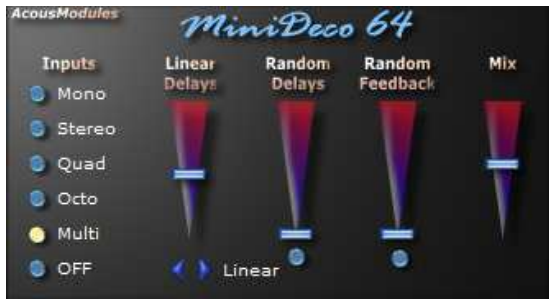 AcousModules
MiniDeco 64
Inputs
Mono
Stereo
Quad
Octo
Multi
OFF
Linear
Delays
Random
Delays
Random
Feedback
Mix
Linear